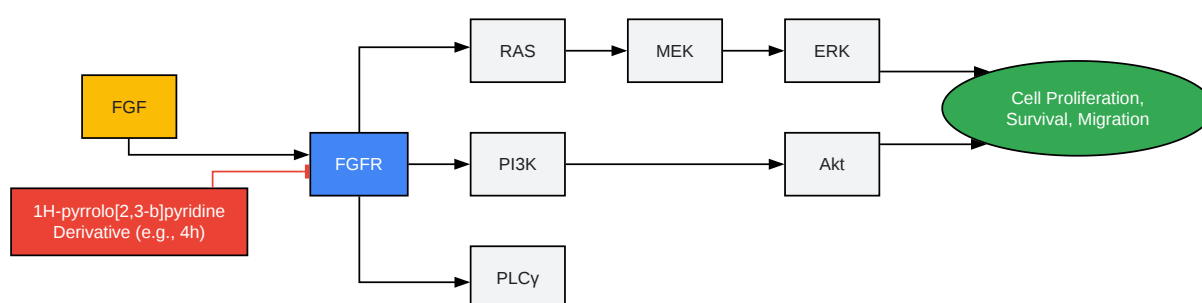 RAS
MEK
ERK
FGF
Cell Proliferation,
Survival, Migration
FGFR
PI3K
Akt
1H-pyrrolo[2,3-b]pyridine
Derivative (e.g., 4h)
PLCγ